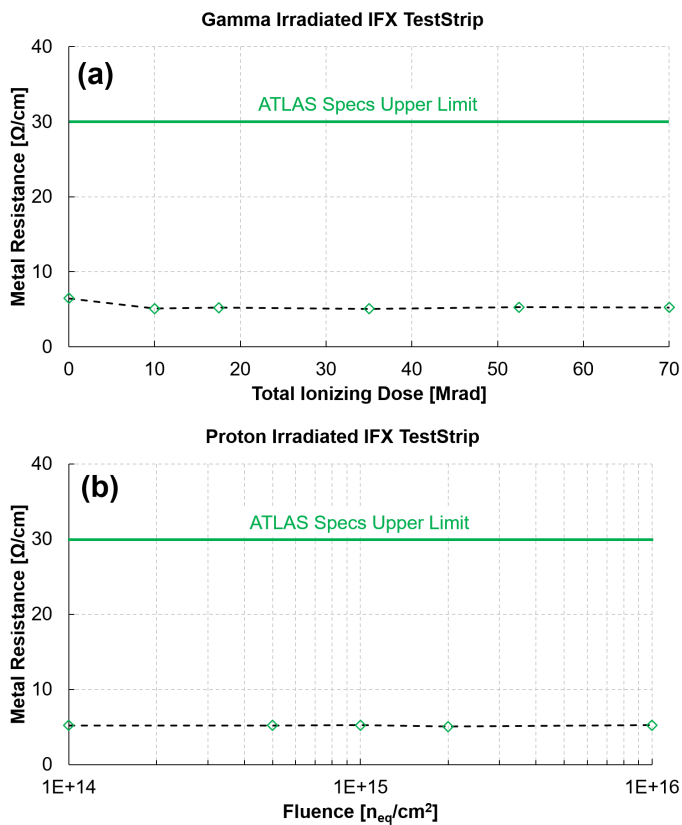 Gamma Irradiated IFX TestStrip
(a)
ATLAS Specs Upper Limit
Metal Resistance [Ω/cm]
40
30
20
10
0
0 10 20 30 40 50 60 70
Total Ionizing Dose [Mrad]
Proton Irradiated IFX TestStrip
(b)
ATLAS Specs Upper Limit
Metal Resistance [Ω/cm]
40
30
20
10
0
1E+14 1E+15 1E+16
Fluence [nₑq/cm²]